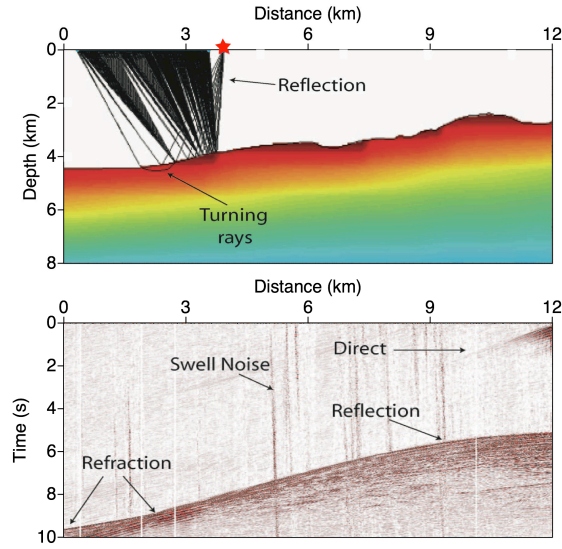 Distance (km)
0 3 6 9 12
0
Reflection
2
Depth (km)
4
Turning
rays
6
8
Distance (km)
0 3 6 9 12
0
Direct
Swell Noise
2
4
Reflection
Time (s)
6
Refraction
8
10